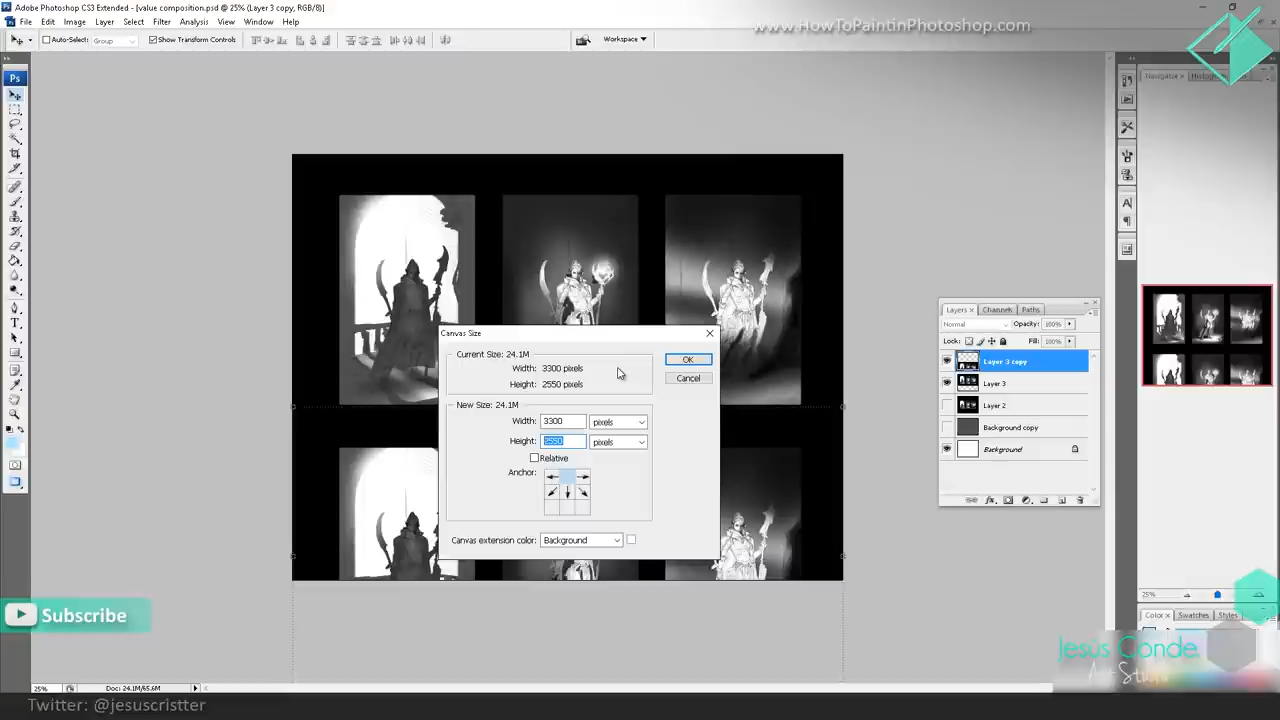 Adobe Photoshop CS3 Extended - [value composition.psd @ 25% (Layer 3 copy, RGB/8)]
File Edit Image Layer Select Filter Analysis View Window Help
www.HowToPaintinPhotoshop.com
Auto-Select: Group Show Transform Controls Workspace
Ps
Navigator × Histogram
Canvas Size
Current Size: 24.1M
Width: 3300 pixels
Height: 2550 pixels
OK
Cancel
New Size: 24.1M
Width: 3300 pixels
Height: 2550 pixels
Relative
Anchor:
Canvas extension color: Background
Layers × Channels Paths
Normal Opacity: 100%
Lock: Fill: 100%
Layer 3 copy
Layer 3
Layer 2
Background copy
Background
25%
Color × Swatches Styles
Subscribe
Jesús Conde
Art Studio
25% Doc: 24.1M/65.6M
Twitter: @jesuscristter